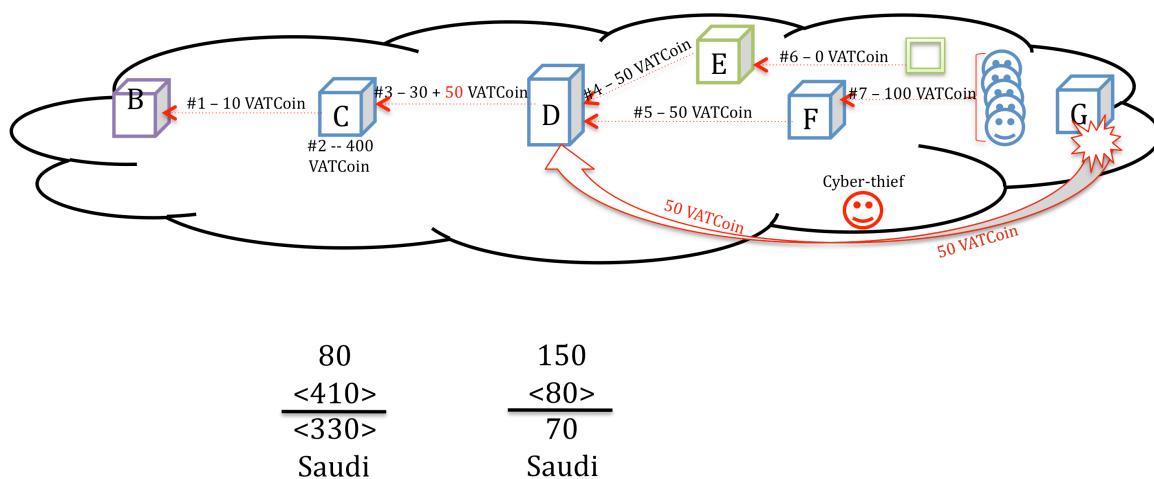 E
#6 – 0 VATCoin
#4 – 50 VATCoin
B
#1 – 10 VATCoin
C
#2 -- 400
VATCoin
#3 – 30 + 50 VATCoin
D
#5 – 50 VATCoin
F
#7 – 100 VATCoin
G
Cyber-thief
50 VATCoin
50 VATCoin
80
<410>
<330>
Saudi
150
<80>
70
Saudi